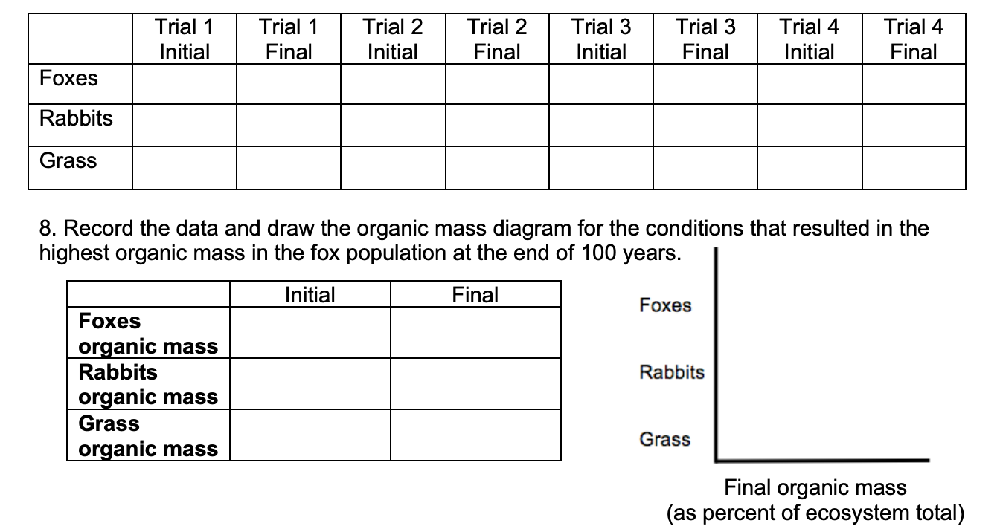 Trial 1 Initial Trial 1 Final Trial 2 Initial Trial 2 Final Trial 3 Initial Trial 3 Final Trial 4 Initial Trial 4 Final
Foxes
Rabbits
Grass
8. Record the data and draw the organic mass diagram for the conditions that resulted in the
highest organic mass in the fox population at the end of 100 years.
Initial Final
Foxes
organic mass
Rabbits
organic mass
Grass
organic mass
Foxes
Rabbits
Grass
Final organic mass
(as percent of ecosystem total)